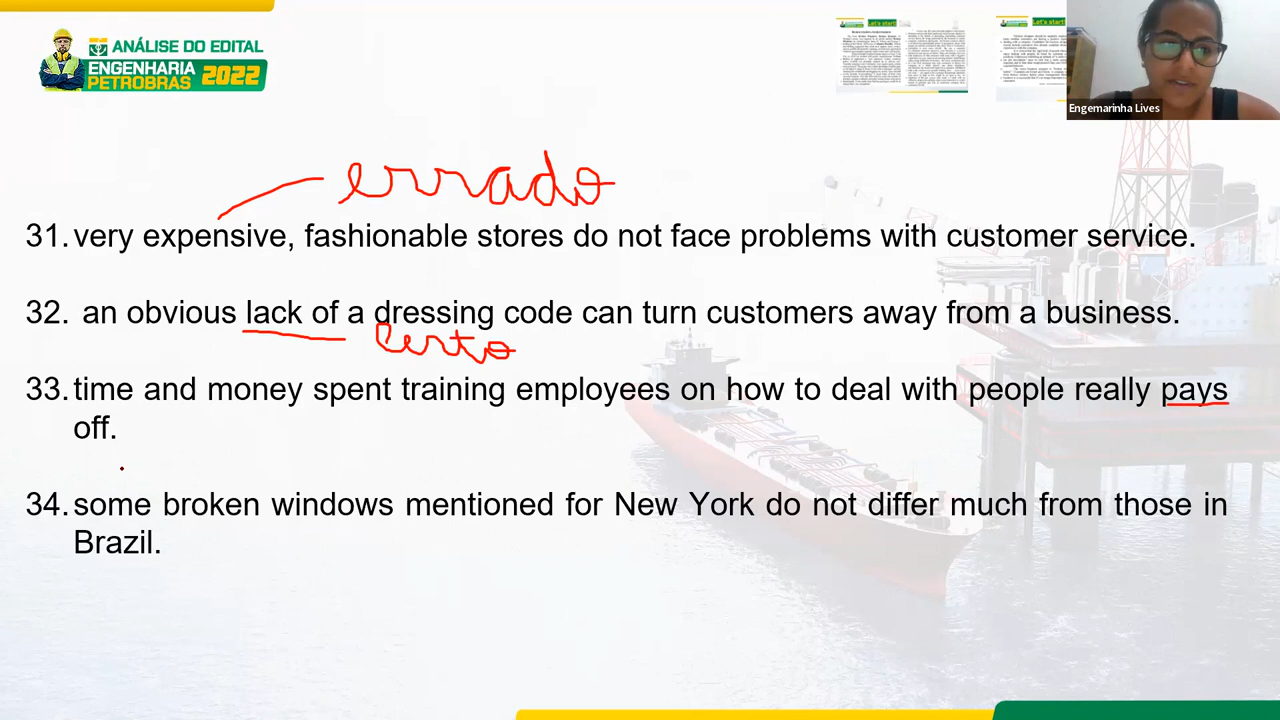 ANÁLISE DO EDITAL
ENGENHARIA
PETROBRAS 2022
Let's start!
Let's start!
Engemarinha Lives
errado
31. very expensive, fashionable stores do not face problems with customer service.
32. an obvious lack of a dressing code can turn customers away from a business.
certo
33. time and money spent training employees on how to deal with people really pays
off.
34. some broken windows mentioned for New York do not differ much from those in
Brazil.